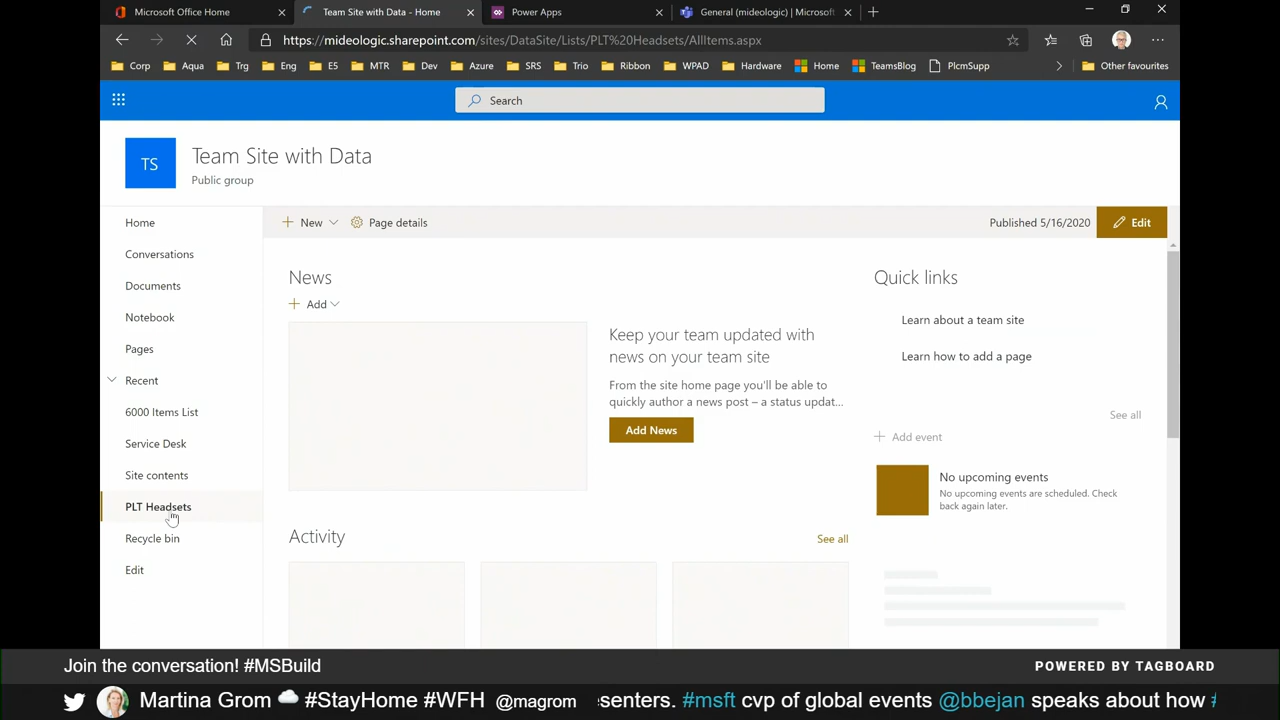 Microsoft Office Home
Team Site with Data - Home
Power Apps
General (mideologic) | Microsoft
https://mideologic.sharepoint.com/sites/DataSite/Lists/PLT%20Headsets/AllItems.aspx
Corp
Aqua
Trg
Eng
E5
MTR
Dev
Azure
SRS
Trio
Ribbon
WPAD
Hardware
Home
TeamsBlog
PlcmSupp
Other favourites
Search
TS
Team Site with Data
Public group
Home
Conversations
Documents
Notebook
Pages
Recent
6000 Items List
Service Desk
Site contents
PLT Headsets
Recycle bin
Edit
New
Page details
Published 5/16/2020
Edit
News
Add
Keep your team updated with
news on your team site
From the site home page you'll be able to
quickly author a news post – a status updat...
Add News
Activity
See all
Quick links
Learn about a team site
Learn how to add a page
See all
Add event
No upcoming events
No upcoming events are scheduled. Check
back again later.
Join the conversation! #MSBuild
POWERED BY TAGBOARD
Martina Grom #StayHome #WFH @magrom senters. #msft cvp of global events @bbejan speaks about how #